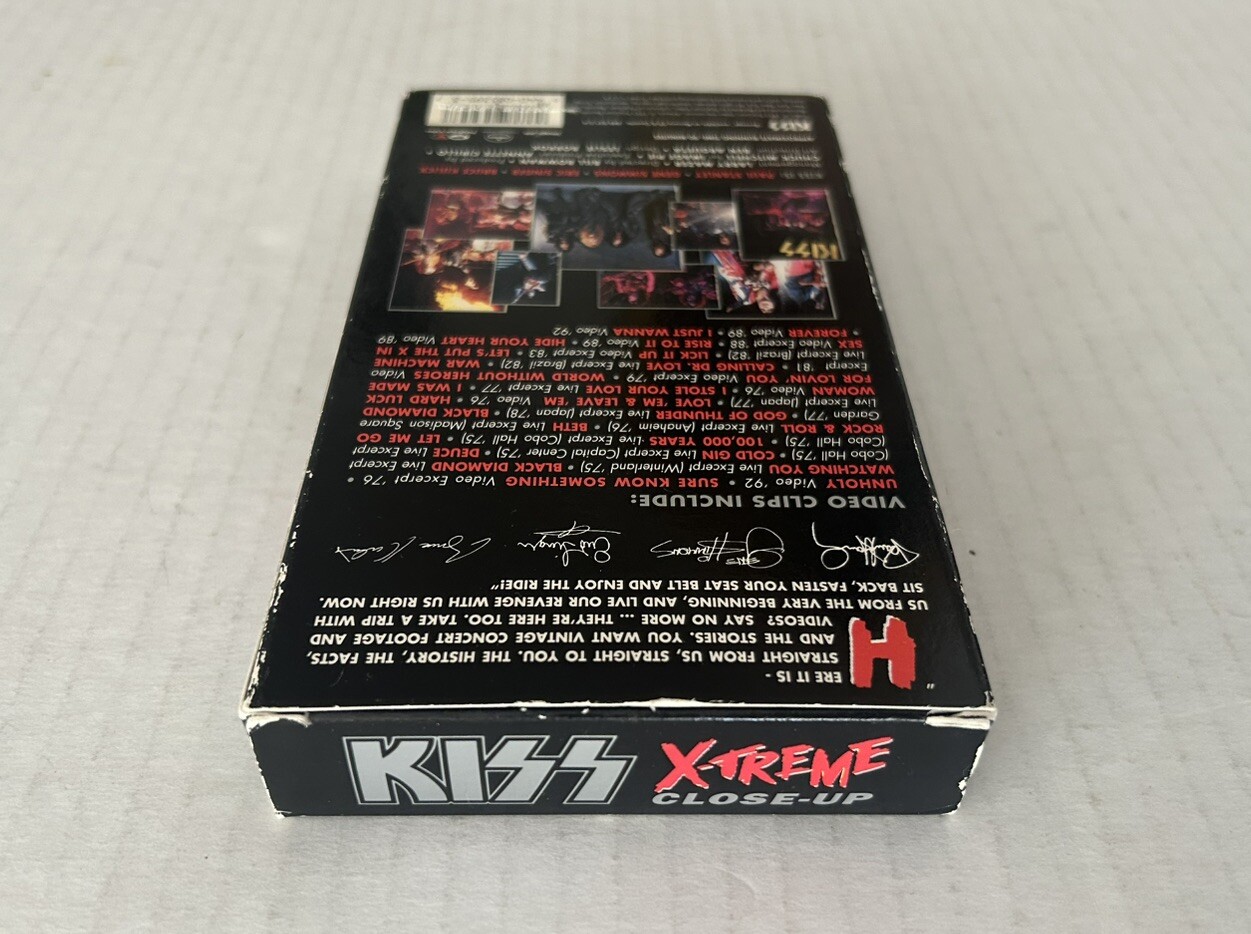 KISS X-TREME
CLOSE-UP
"HERE IT IS -
STRAIGHT FROM US, STRAIGHT TO YOU. THE HISTORY, THE FACTS,
AND THE STORIES. YOU WANT VINTAGE CONCERT FOOTAGE AND
VIDEOS? SAY NO MORE ... THEY'RE HERE TOO. TAKE A TRIP WITH
US FROM THE VERY BEGINNING, AND LIVE OUR REVENGE WITH US RIGHT NOW.
SIT BACK, FASTEN YOUR SEAT BELT AND ENJOY THE RIDE!"
VIDEO CLIPS INCLUDE:
UNHOLY Video '92 • SURE KNOW SOMETHING Video Excerpt '76 •
WATCHING YOU Live Excerpt (Winterland '75) • BLACK DIAMOND Live Excerpt
(Cobo Hall '75) • COLD GIN Live Excerpt (Capital Center '75) • DEUCE Live Excerpt
(Cobo Hall '75) • 100,000 YEARS Live Excerpt (Cobo Hall '75) • LET ME GO
ROCK & ROLL Live Excerpt (Anaheim '76) • BETH Live Excerpt (Madison Square
Garden '77) • GOD OF THUNDER Live Excerpt (Japan '78) • BLACK DIAMOND
Live Excerpt (Japan '77) • LOVE 'EM & LEAVE 'EM Video '76 • HARD LUCK
WOMAN Video '76 • I STOLE YOUR LOVE Live Excerpt '77 • I WAS MADE
FOR LOVIN' YOU Video Excerpt '79 • WORLD WITHOUT HEROES Video
Excerpt '81 • CALLING DR. LOVE Live Excerpt (Brazil '82) • WAR MACHINE
Live Excerpt (Brazil '82) • LICK IT UP Video Excerpt '83 • LET'S PUT THE X IN
SEX Video Excerpt '88 • RISE TO IT Video '89 • HIDE YOUR HEART Video '89
• FOREVER Video '89 • I JUST WANNA Video '92
KISS
KISS IS: PAUL STANLEY • GENE SIMMONS • ERIC SINGER • BRUCE KULICK